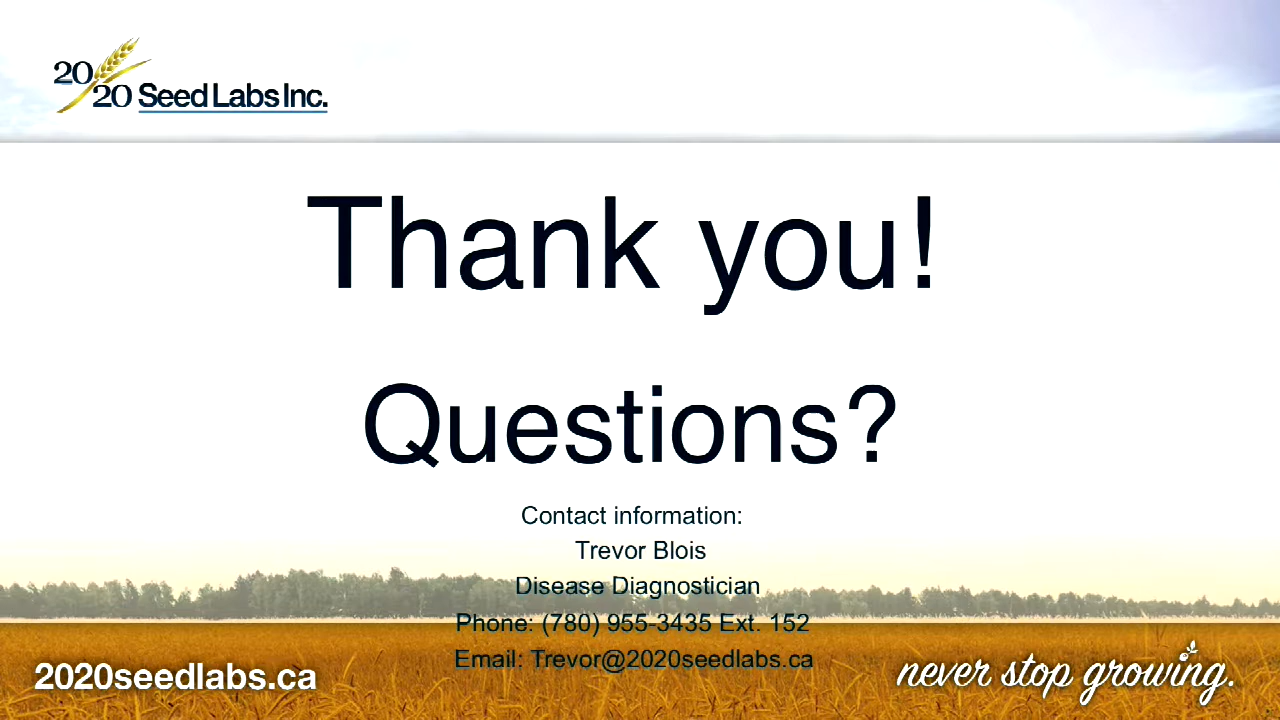 20/20 Seed Labs Inc.
Thank you!
Questions?
Contact information:
Trevor Blois
Disease Diagnostician
Phone: (780) 955-3435 Ext. 152
Email: Trevor@2020seedlabs.ca
2020seedlabs.ca
never stop growing.